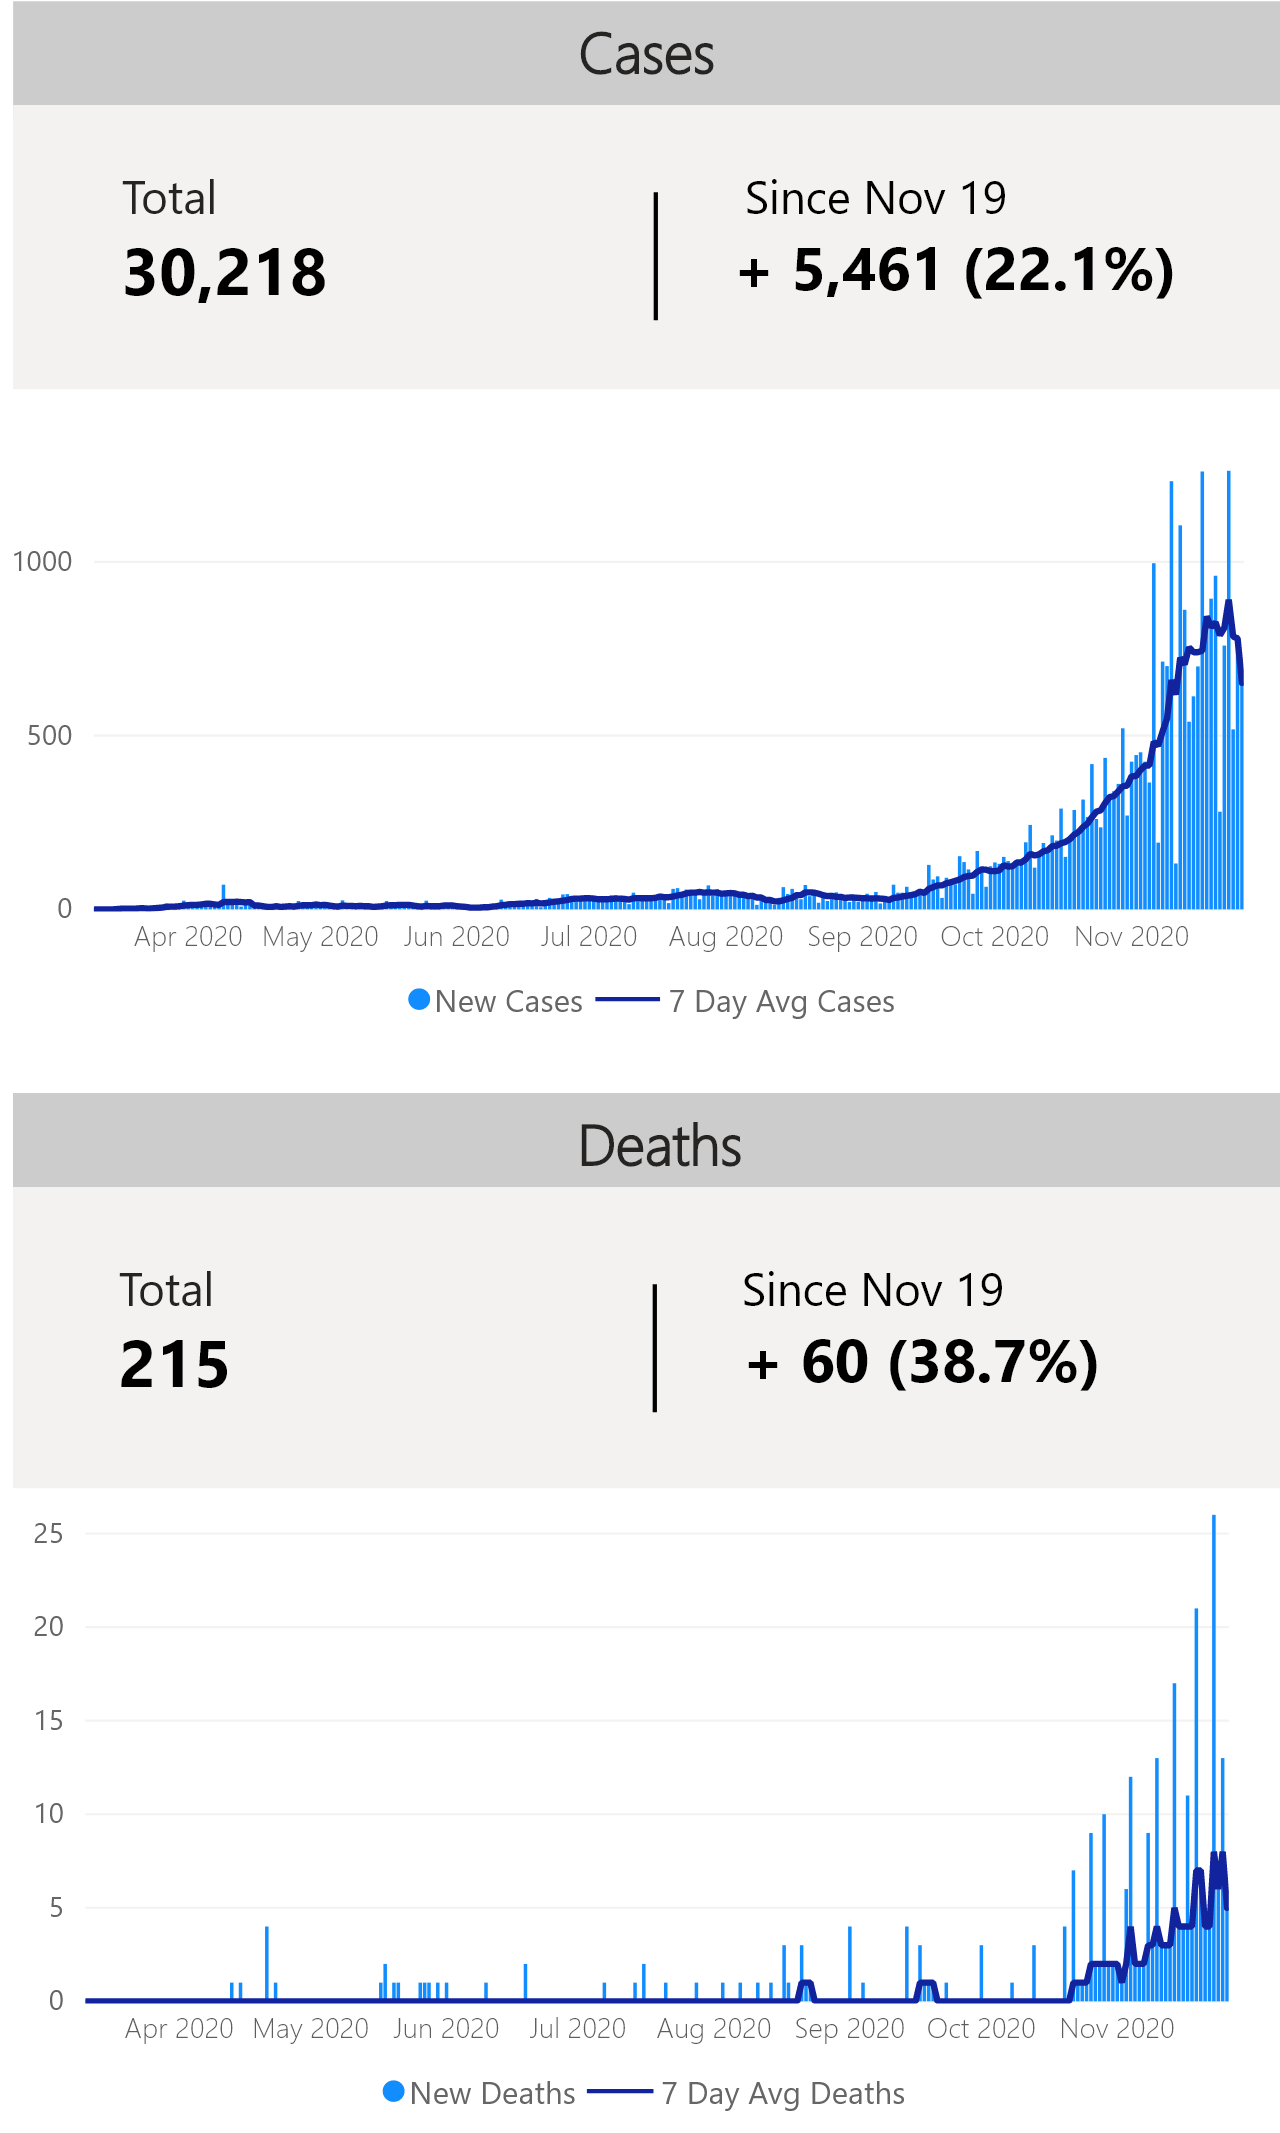 Cases
Total
Since Nov 19
30,218
+ 5,461 (22.1%)
1000
500
0
Apr 2020 May 2020 Jun 2020 Jul 2020 Aug 2020 Sep 2020 Oct 2020 Nov 2020
New Cases 7 Day Avg Cases
Deaths
Total
Since Nov 19
215
+ 60 (38.7%)
25
20
15
10
5
0
Apr 2020 May 2020 Jun 2020 Jul 2020 Aug 2020 Sep 2020 Oct 2020 Nov 2020
New Deaths 7 Day Avg Deaths